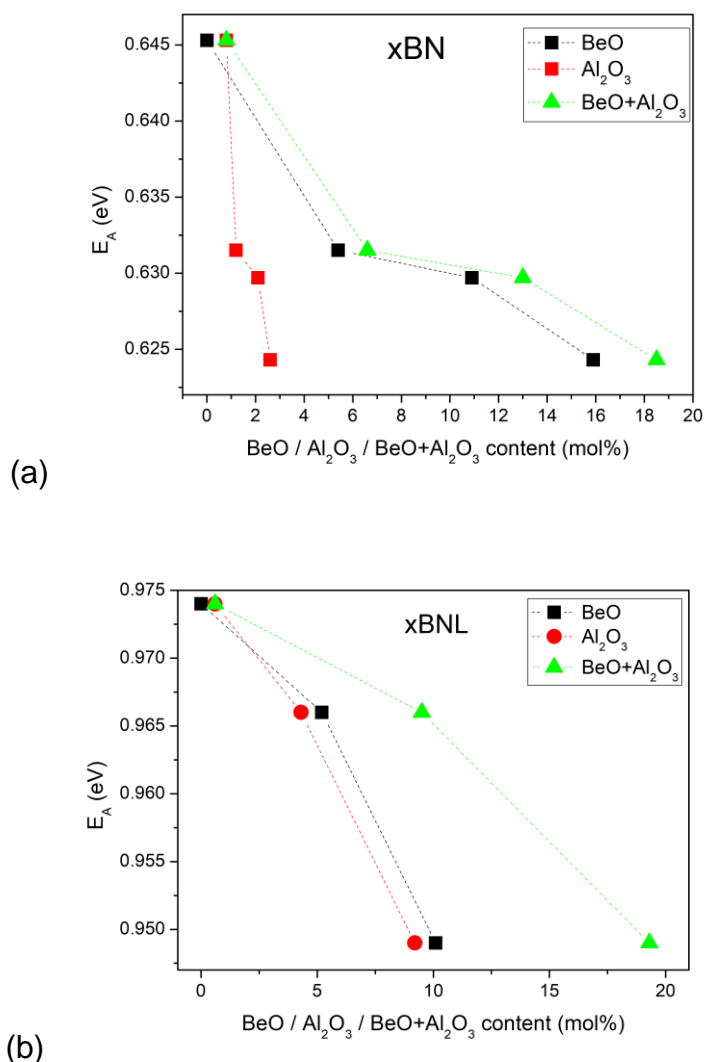 xBN
BeO
Al₂O₃
BeO+Al₂O₃
0.645
0.640
0.635
0.630
0.625
E_A (eV)
0 2 4 6 8 10 12 14 16 18 20
BeO / Al₂O₃ / BeO+Al₂O₃ content (mol%)
(a)
xBNL
BeO
Al₂O₃
BeO+Al₂O₃
0.975
0.970
0.965
0.960
0.955
0.950
E_A (eV)
0 5 10 15 20
BeO / Al₂O₃ / BeO+Al₂O₃ content (mol%)
(b)